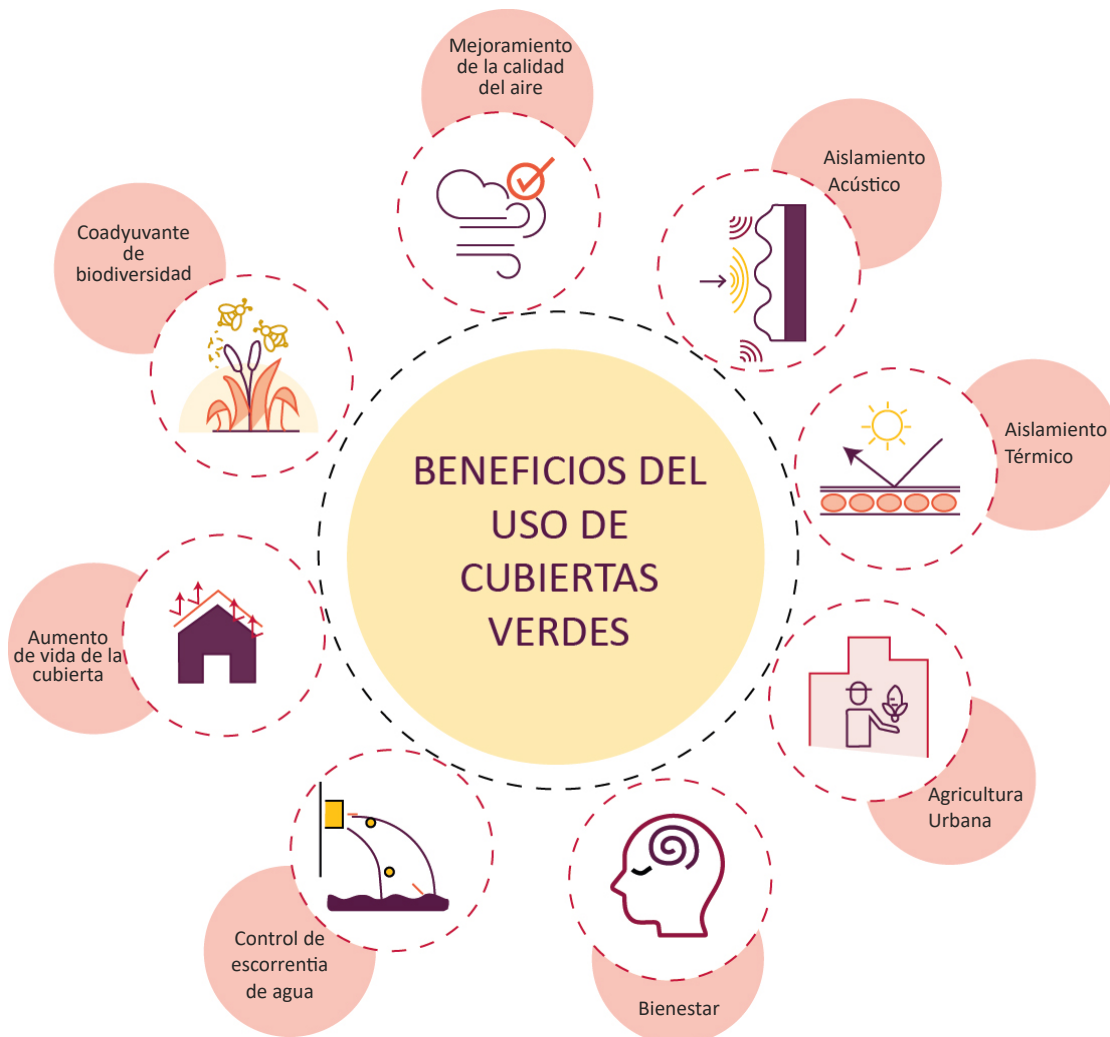 Mejoramiento
de la calidad
del aire
Aislamiento
Acústico
Coadyuvante
de
biodiversidad
Aislamiento
Térmico
BENEFICIOS DEL
USO DE
CUBIERTAS
VERDES
Aumento
de vida de la
cubierta
Agricultura
Urbana
Control de
escorrentia
de agua
Bienestar